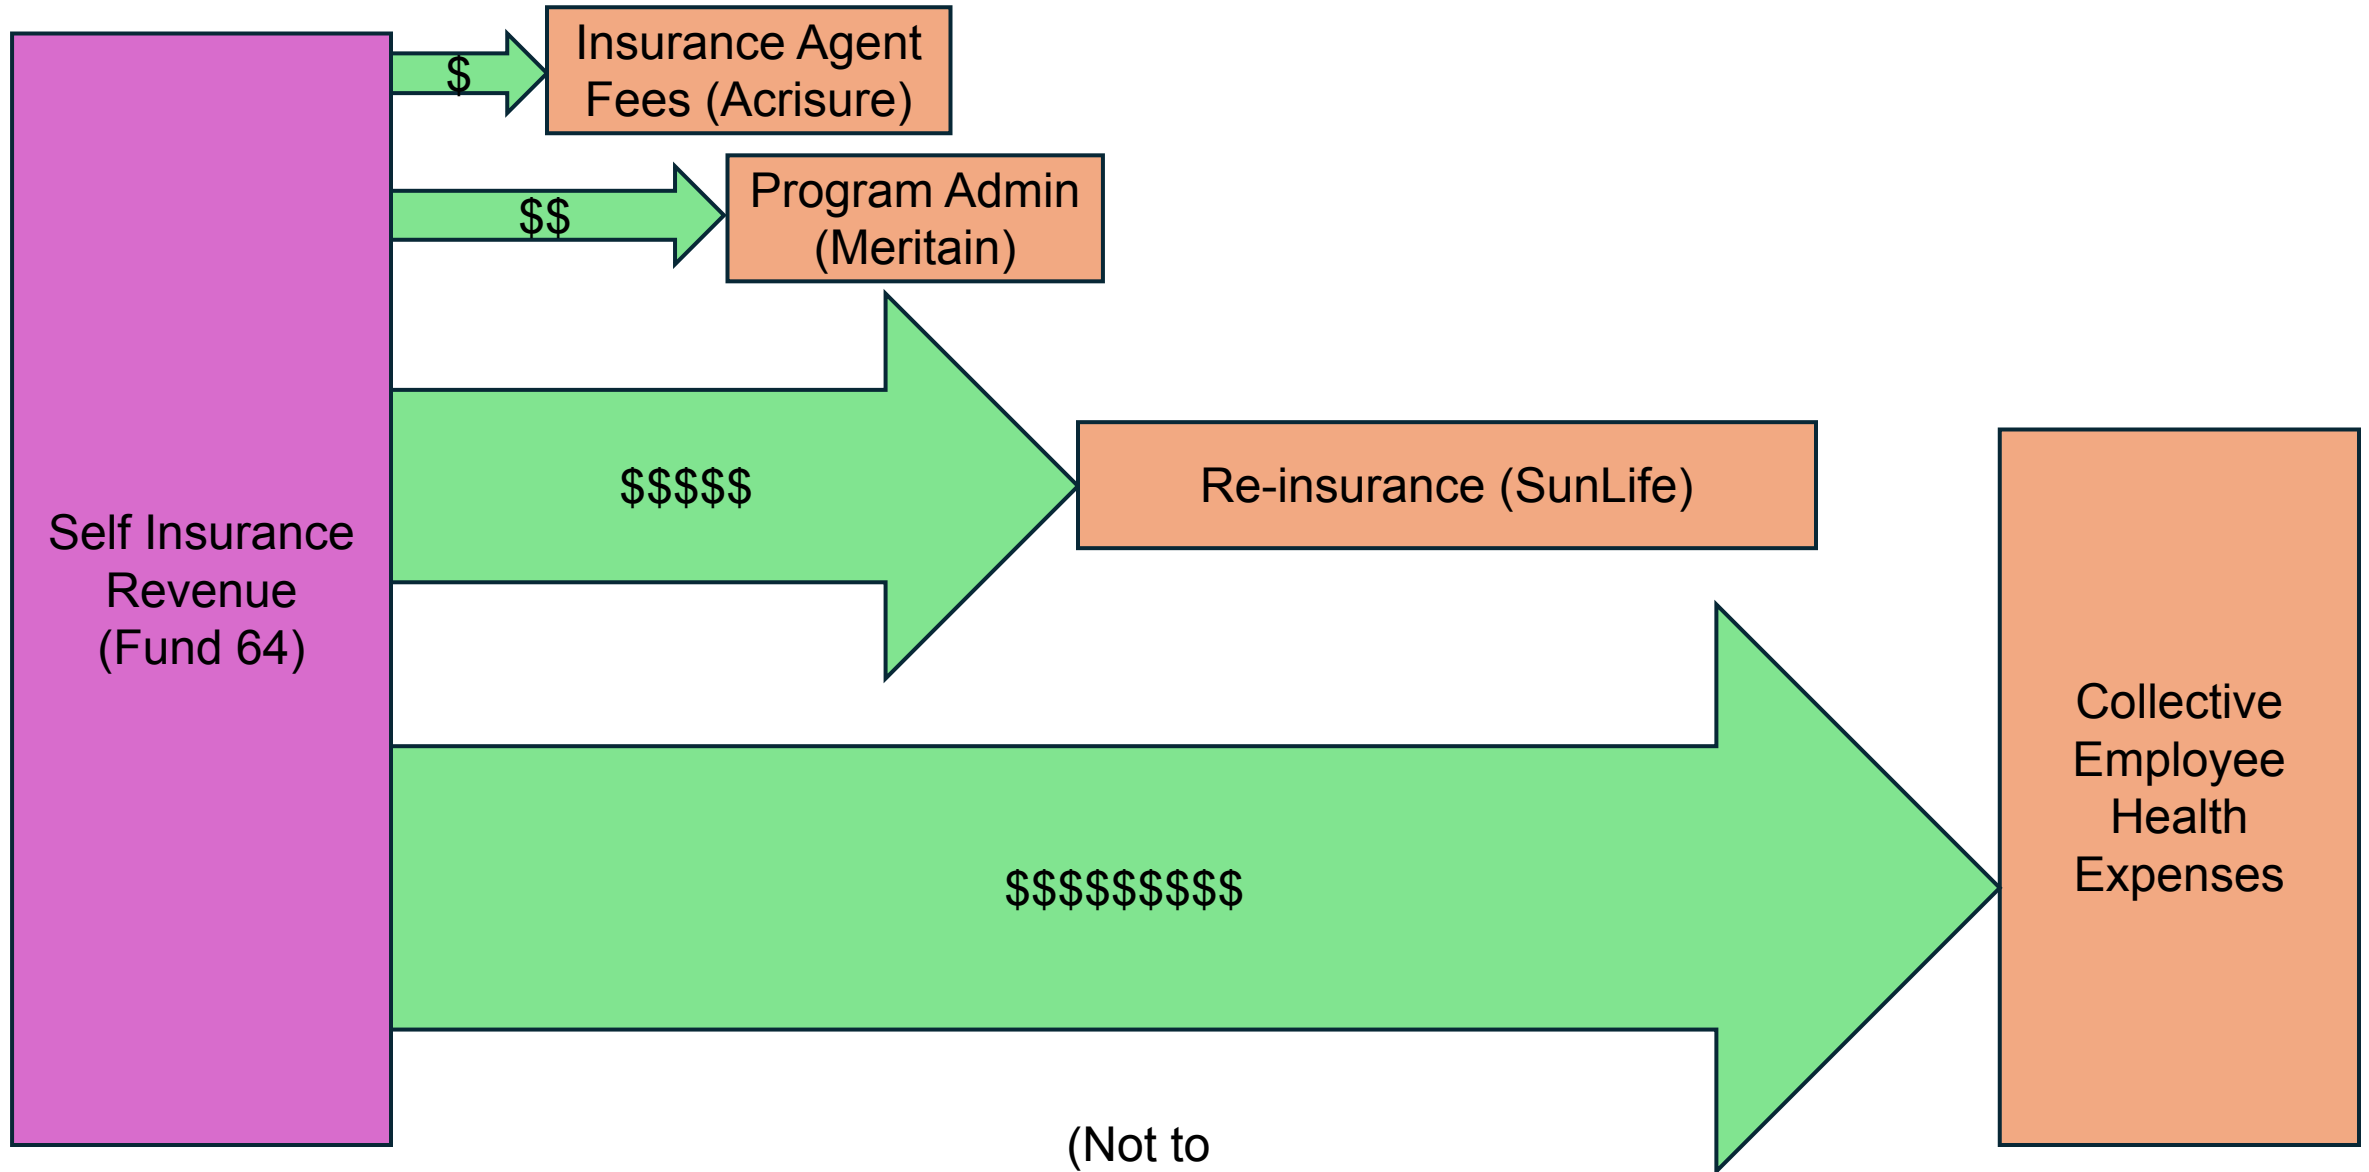 $
Insurance Agent
Fees (Acrisure)
$$
Program Admin
(Meritain)
$$$$$
Re-insurance (SunLife)
Self Insurance
Revenue
(Fund 64)
Collective
Employee
Health
Expenses
$$$$$$$$$
(Not to